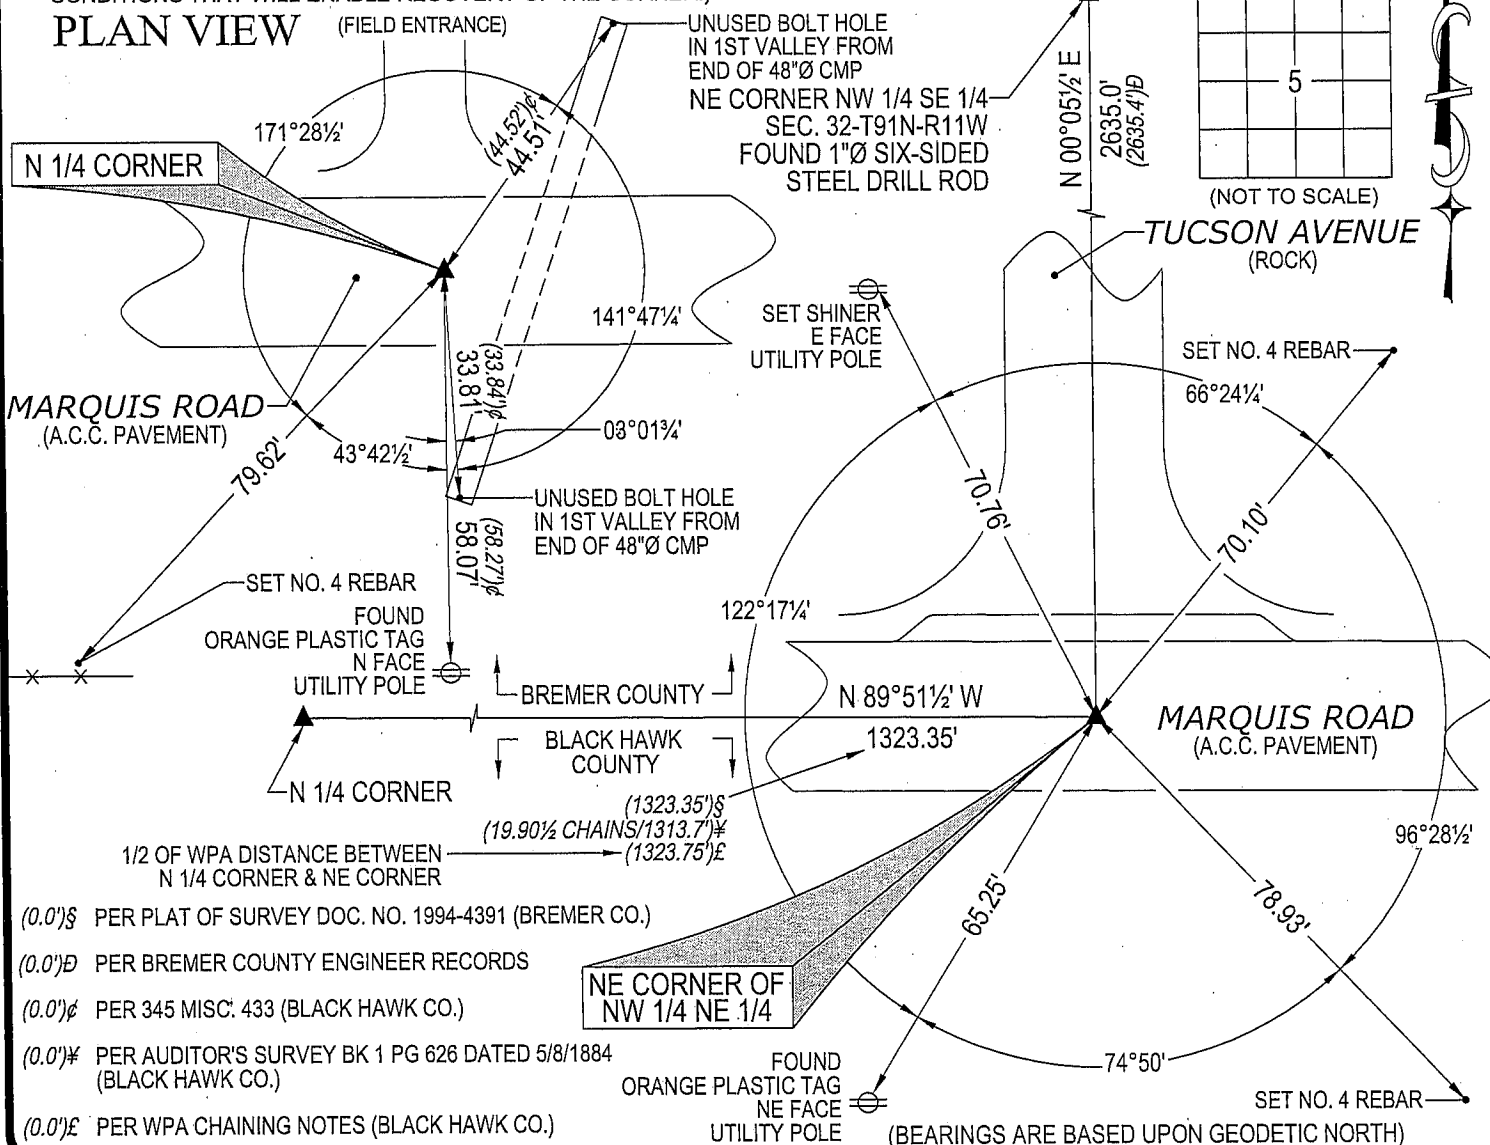 PLAN VIEW
(FIELD ENTRANCE)
UNUSED BOLT HOLE
IN 1ST VALLEY FROM
END OF 48"Ø CMP
NE CORNER NW 1/4 SE 1/4
SEC. 32-T91N-R11W
FOUND 1"Ø SIX-SIDED
STEEL DRILL ROD
N 00°05½' E
2635.0'
(2635.4')Đ
5
(NOT TO SCALE)
TUCSON AVENUE
(ROCK)
171°28½'
(44.52')¢
44.51'
N 1/4 CORNER
141°47¼'
SET SHINER
E FACE
UTILITY POLE
SET NO. 4 REBAR
66°24¼'
MARQUIS ROAD
(A.C.C. PAVEMENT)
79.62'
43°42½'
(33.84')¢
33.81'
03°01¾'
UNUSED BOLT HOLE
IN 1ST VALLEY FROM
END OF 48"Ø CMP
(58.27')¢
58.07'
70.76'
70.10'
SET NO. 4 REBAR
FOUND
ORANGE PLASTIC TAG
N FACE
UTILITY POLE
122°17¼'
BREMER COUNTY
N 89°51½' W
1323.35'
BLACK HAWK
COUNTY
MARQUIS ROAD
(A.C.C. PAVEMENT)
N 1/4 CORNER
(1323.35')§
(19.90½ CHAINS/1313.7')¥
(1323.75')£
1/2 OF WPA DISTANCE BETWEEN
N 1/4 CORNER & NE CORNER
96°28½'
65.25'
78.93'
(0.0')§ PER PLAT OF SURVEY DOC. NO. 1994-4391 (BREMER CO.)
(0.0')Đ PER BREMER COUNTY ENGINEER RECORDS
(0.0')¢ PER 345 MISC. 433 (BLACK HAWK CO.)
(0.0')¥ PER AUDITOR'S SURVEY BK 1 PG 626 DATED 5/8/1884
(BLACK HAWK CO.)
(0.0')£ PER WPA CHAINING NOTES (BLACK HAWK CO.)
NE CORNER OF
NW 1/4 NE 1/4
74°50'
FOUND
ORANGE PLASTIC TAG
NE FACE
UTILITY POLE
SET NO. 4 REBAR
(BEARINGS ARE BASED UPON GEODETIC NORTH)